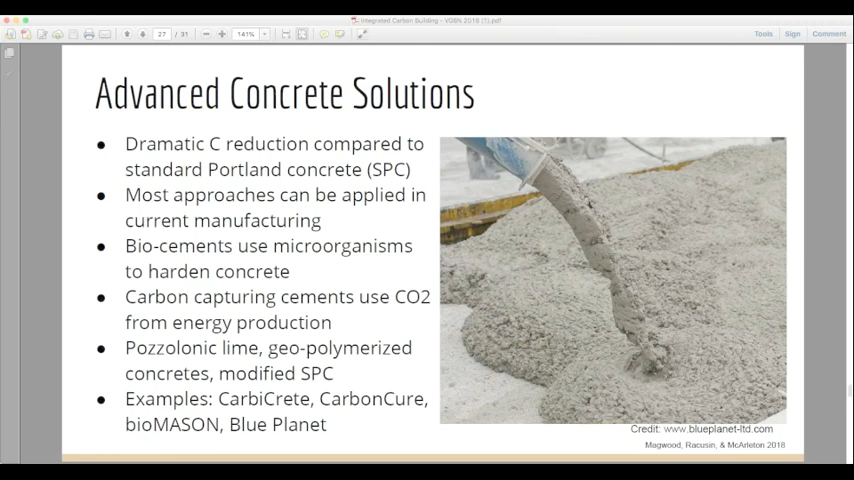 Integrated Carbon Building - VGBN 2018 (1).pdf
27 / 31
141%
Tools
Sign
Comment
Advanced Concrete Solutions
● Dramatic C reduction compared to
standard Portland concrete (SPC)
● Most approaches can be applied in
current manufacturing
● Bio-cements use microorganisms
to harden concrete
● Carbon capturing cements use CO2
from energy production
● Pozzolonic lime, geo-polymerized
concretes, modified SPC
● Examples: CarbiCrete, CarbonCure,
bioMASON, Blue Planet
Credit: www.blueplanet-ltd.com
Magwood, Racusin, & McArleton 2018